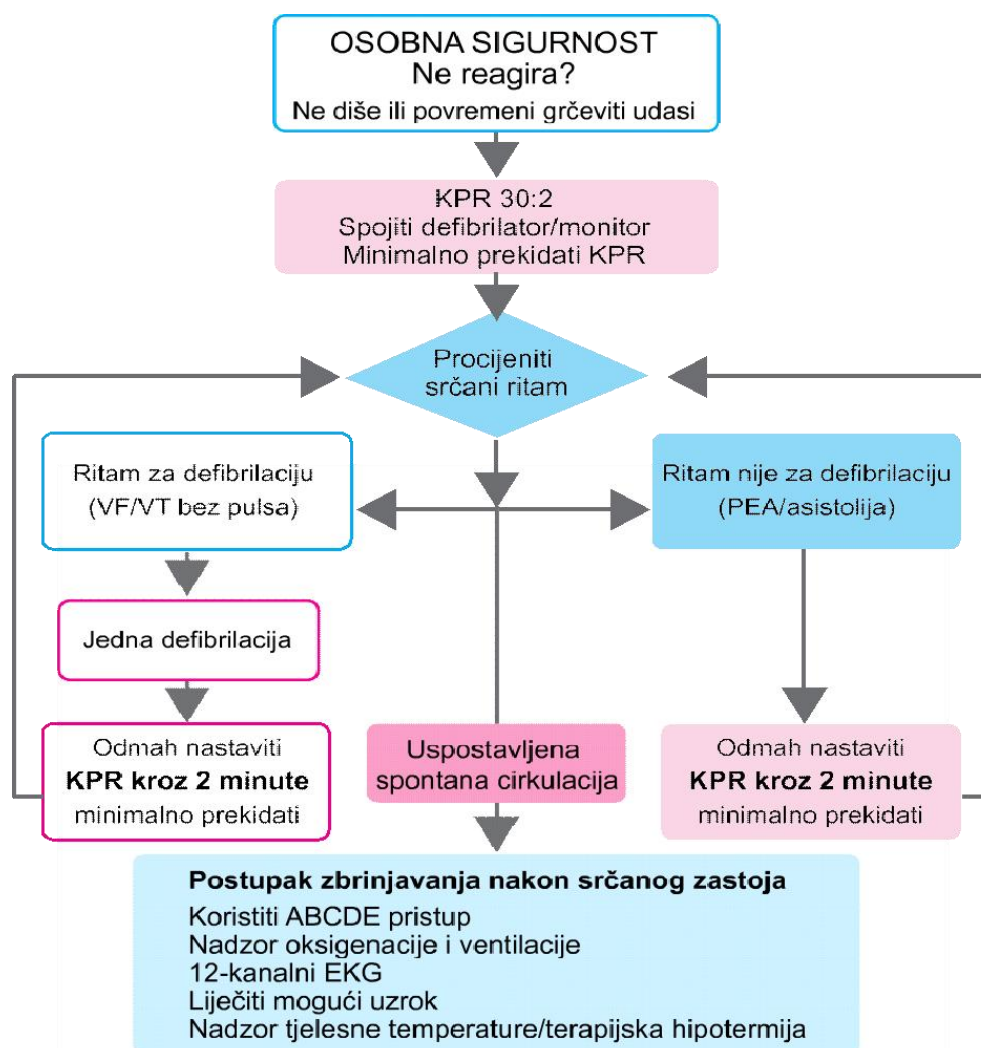 OSOBNA SIGURNOST
Ne reagira?
Ne diše ili povremeni grčeviti udasi
KPR 30:2
Spojiti defibrilator/monitor
Minimalno prekidati KPR
Procijeniti
srčani ritam
Ritam za defibrilaciju
(VF/VT bez pulsa)
Ritam nije za defibrilaciju
(PEA/asistolija)
Jedna defibrilacija
Odmah nastaviti
KPR kroz 2 minute
minimalno prekidati
Uspostavljena
spontana cirkulacija
Odmah nastaviti
KPR kroz 2 minute
minimalno prekidati
Postupak zbrinjavanja nakon srčanog zastoja
Koristiti ABCDE pristup
Nadzor oksigenacije i ventilacije
12-kanalni EKG
Liječiti mogući uzrok
Nadzor tjelesne temperature/terapijska hipotermija